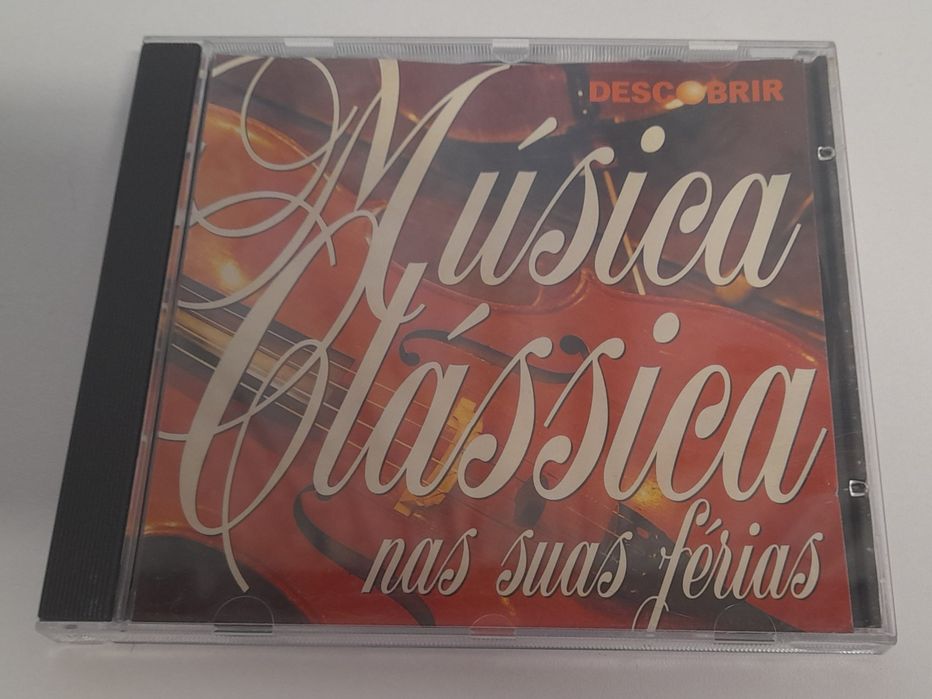 DESCOBRIR
Música
Clássica
nas suas férias